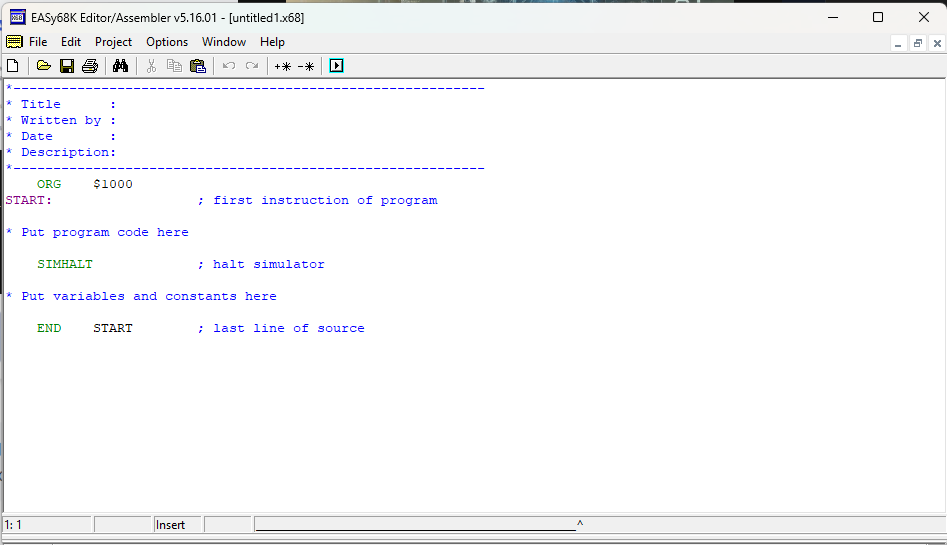 EASy68K Editor/Assembler v5.16.01 - [untitled1.x68]
File Edit Project Options Window Help
*-----------------------------------------------------------
* Title      :
* Written by :
* Date       :
* Description:
*-----------------------------------------------------------
    ORG    $1000
START:                  ; first instruction of program
* Put program code here
    SIMHALT             ; halt simulator
* Put variables and constants here
    END    START        ; last line of source
1: 1 Insert